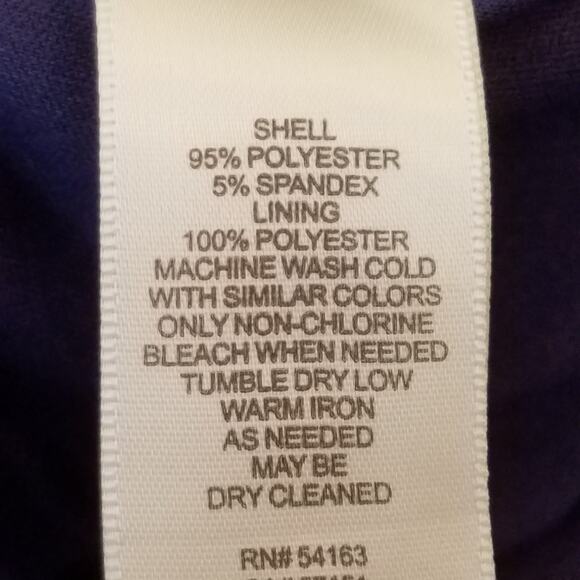 SHELL
95% POLYESTER
5% SPANDEX
LINING
100% POLYESTER
MACHINE WASH COLD
WITH SIMILAR COLORS
ONLY NON-CHLORINE
BLEACH WHEN NEEDED
TUMBLE DRY LOW
WARM IRON
AS NEEDED
MAY BE
DRY CLEANED
RN# 54163